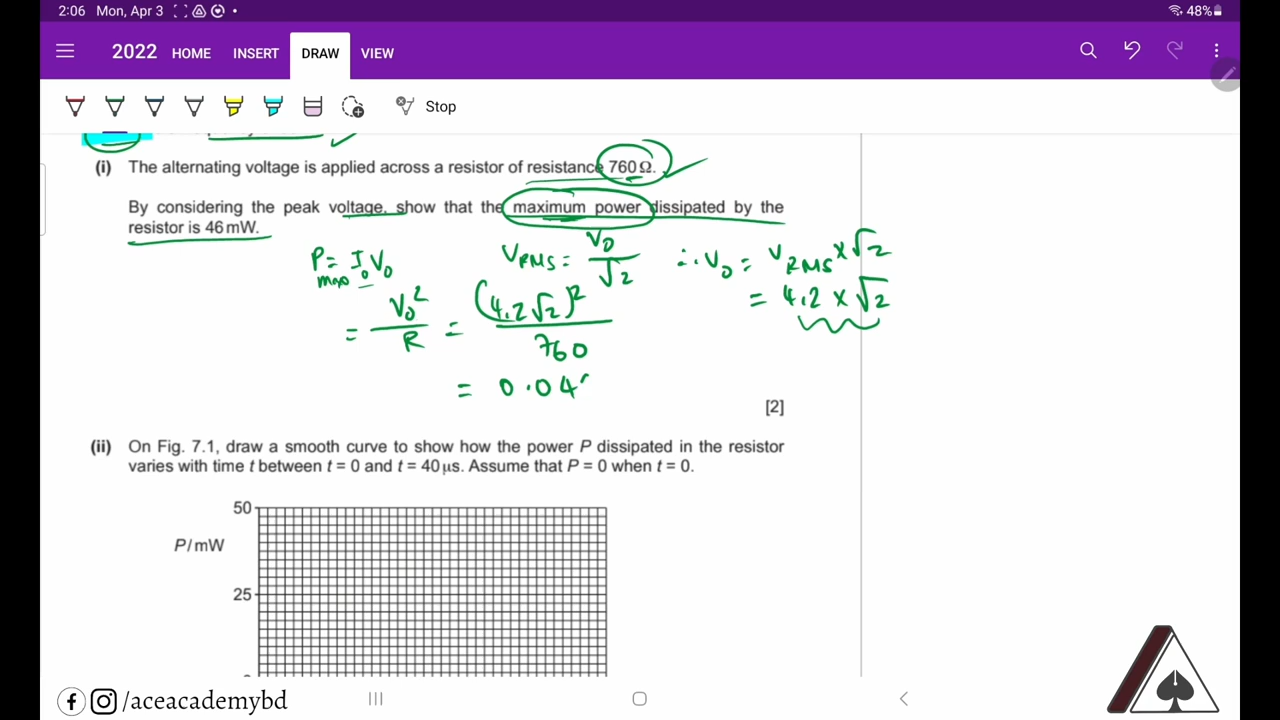 2:06 Mon, Apr 3
48%
2022 HOME INSERT DRAW VIEW
Stop
(i) The alternating voltage is applied across a resistor of resistance 760 Ω.
By considering the peak voltage, show that the maximum power dissipated by the
resistor is 46 mW.
P = I₀ V₀
max
V RMS = V₀ / √2
∴ V₀ = V RMS × √2
= 4.2 × √2
= V₀² / R = (4.2√2)² / 760
= 0.04
[2]
(ii) On Fig. 7.1, draw a smooth curve to show how the power P dissipated in the resistor
varies with time t between t = 0 and t = 40 μs. Assume that P = 0 when t = 0.
50
P / mW
25
/aceacademybd